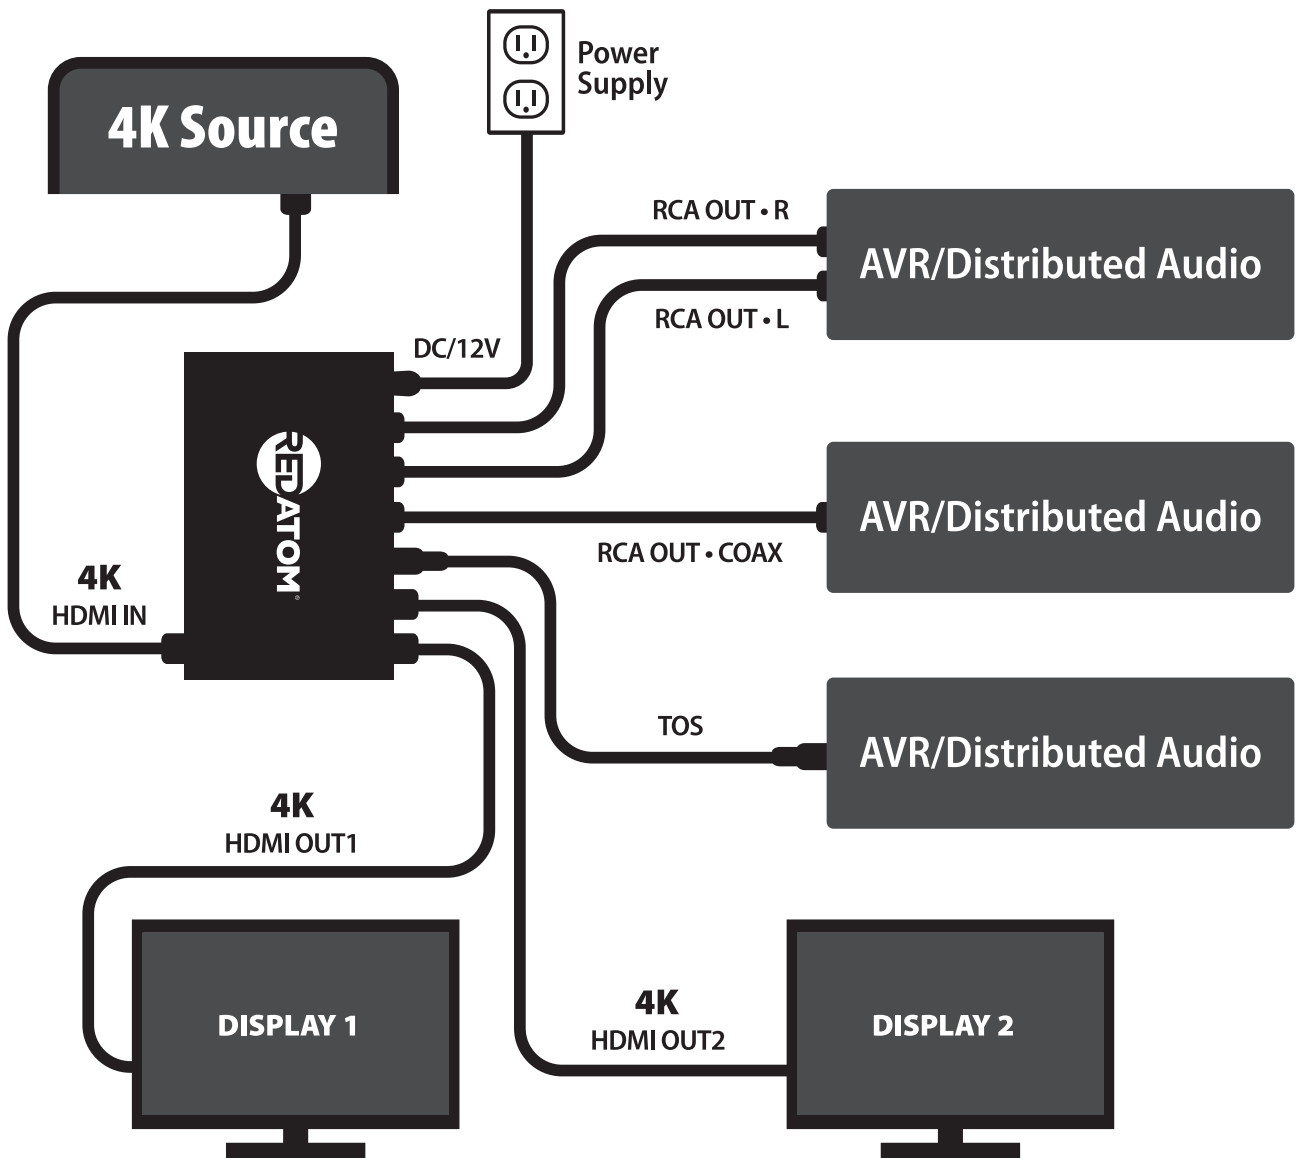 4K Source
Power
Supply
RCA OUT • R
AVR/Distributed Audio
RCA OUT • L
DC/12V
REDATOM®
RCA OUT • COAX
AVR/Distributed Audio
4K
HDMI IN
TOS
AVR/Distributed Audio
4K
HDMI OUT1
DISPLAY 1
4K
HDMI OUT2
DISPLAY 2